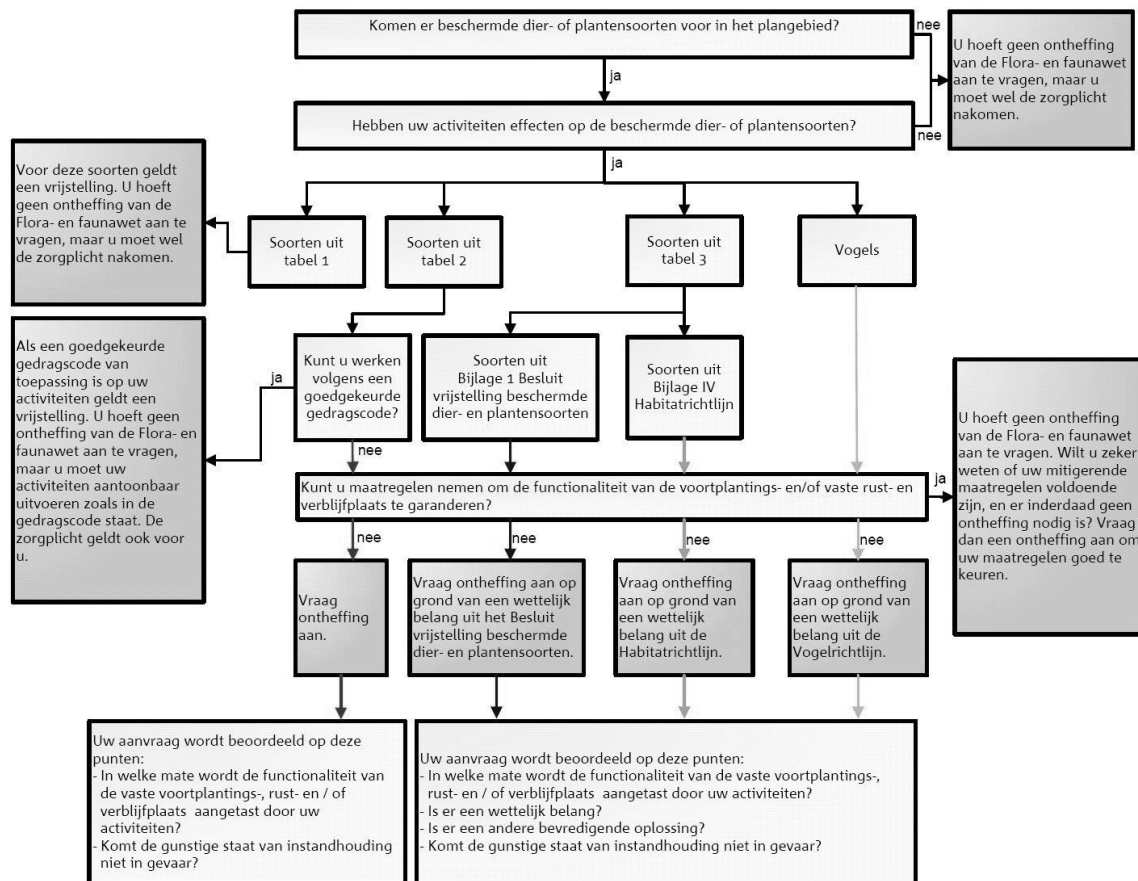 Komen er beschermde dier- of plantensoorten voor in het plangebied?
nee
U hoeft geen ontheffing
van de Flora- en faunawet
aan te vragen, maar u
moet wel de zorgplicht
nakomen.
ja
Hebben uw activiteiten effecten op de beschermde dier- of plantensoorten?
nee
ja
Voor deze soorten geldt
een vrijstelling. U hoeft
geen ontheffing van de
Flora- en faunawet aan te
vragen, maar u moet wel
de zorgplicht nakomen.
Soorten uit
tabel 1
Soorten uit
tabel 2
Soorten uit
tabel 3
Vogels
Als een goedgekeurde
gedragscode van
toepassing is op uw
activiteiten geldt een
vrijstelling. U hoeft geen
ontheffing van de Flora- en
faunawet aan te vragen,
maar u moet uw
activiteiten aantoonbaar
uitvoeren zoals in de
gedragscode staat. De
zorgplicht geldt ook voor
u.
ja
Kunt u werken
volgens een
goedgekeurde
gedragscode?
Soorten uit
Bijlage 1 Besluit
vrijstelling beschermde
dier- en plantensoorten
Soorten uit
Bijlage IV
Habitatrichtlijn
nee
Kunt u maatregelen nemen om de functionaliteit van de voortplantings- en/of vaste rust- en
verblijfplaats te garanderen?
ja
U hoeft geen ontheffing
van de Flora- en faunawet
aan te vragen. Wilt u zeker
weten of uw mitigerende
maatregelen voldoende
zijn, en er inderdaad geen
ontheffing nodig is? Vraag
dan een ontheffing aan om
uw maatregelen goed te
keuren.
nee
nee
nee
nee
Vraag
ontheffing
aan.
Vraag ontheffing aan op
grond van een wettelijk
belang uit het Besluit
vrijstelling beschermde
dier- en plantensoorten.
Vraag ontheffing
aan op grond van
een wettelijk
belang uit de
Habitatrichtlijn.
Vraag ontheffing
aan op grond van
een wettelijk
belang uit de
Vogelrichtlijn.
Uw aanvraag wordt beoordeeld op deze
punten:
- In welke mate wordt de functionaliteit van
de vaste voortplantings-, rust- en / of
verblijfplaats aangetast door uw
activiteiten?
- Komt de gunstige staat van instandhouding
niet in gevaar?
Uw aanvraag wordt beoordeeld op deze punten:
- In welke mate wordt de functionaliteit van de vaste voortplantings-,
rust- en / of verblijfplaats aangetast door uw activiteiten?
- Is er een wettelijk belang?
- Is er een andere bevredigende oplossing?
- Komt de gunstige staat van instandhouding niet in gevaar?